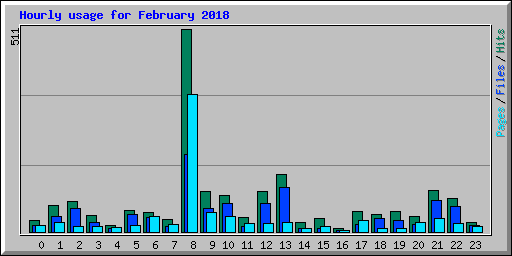 Hourly usage for February 2018
511
Pages / Files / Hits
0 1 2 3 4 5 6 7 8 9 10 11 12 13 14 15 16 17 18 19 20 21 22 23